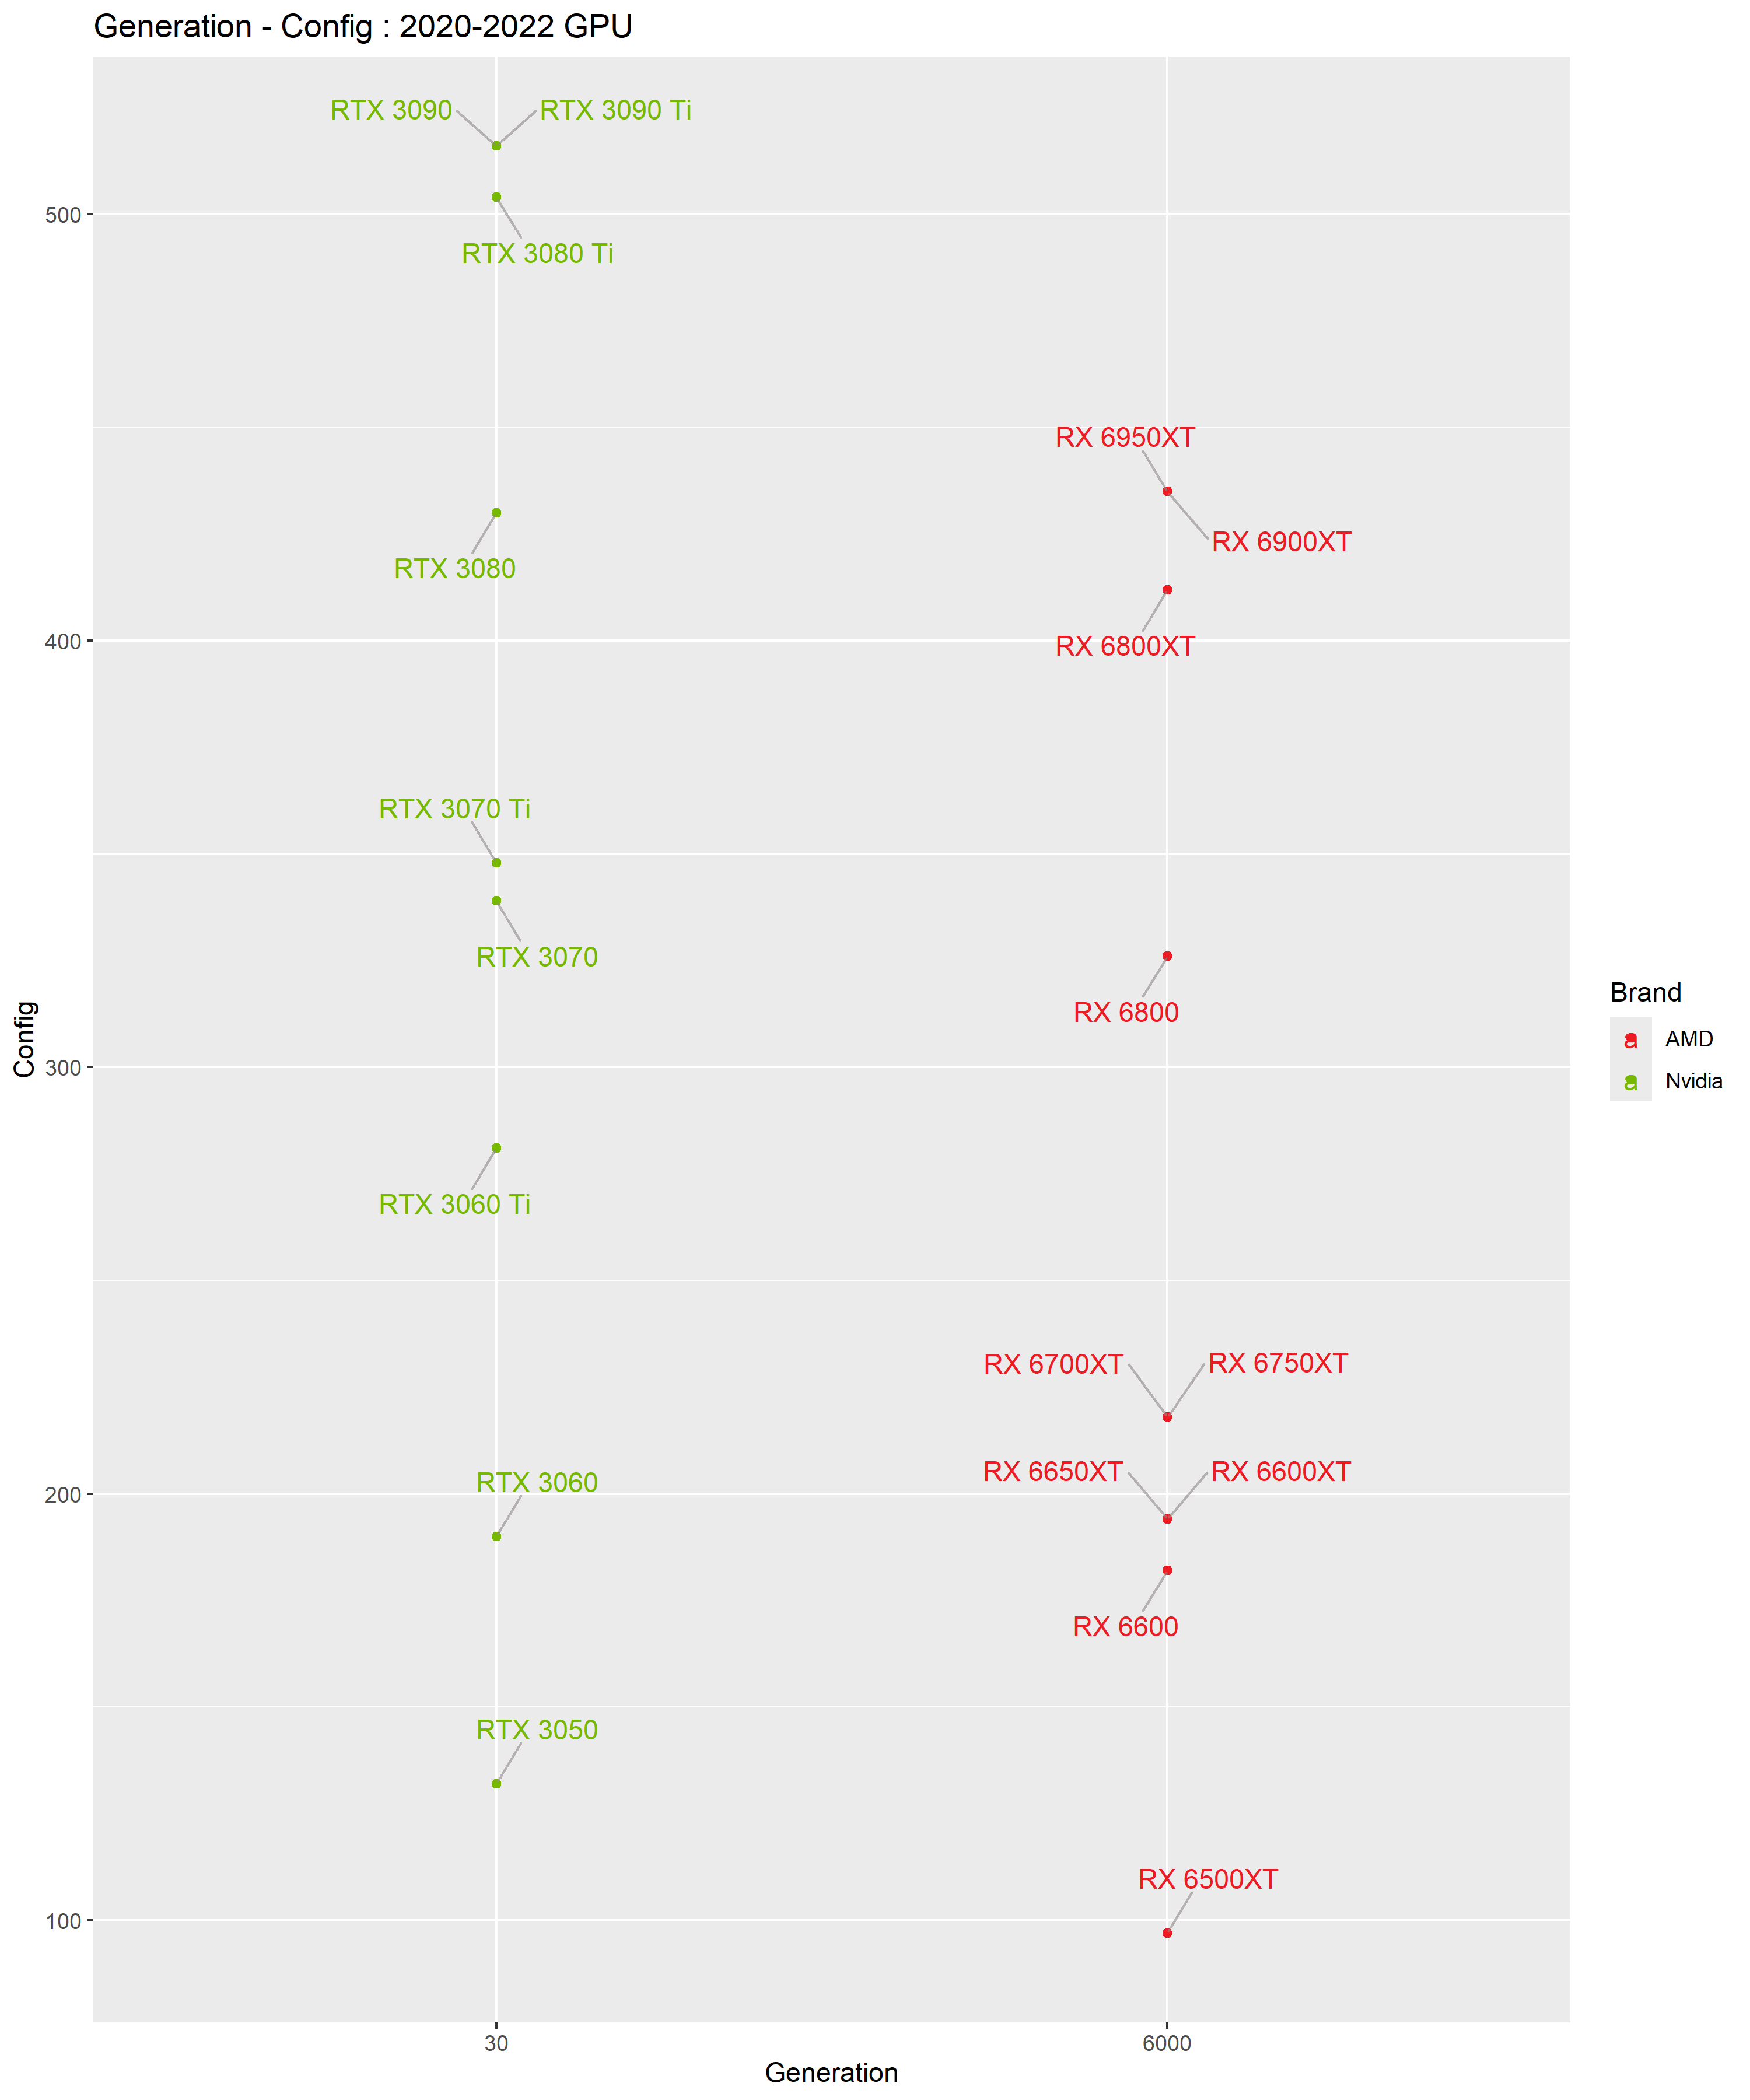 Generation - Config : 2020-2022 GPU
RTX 3090
RTX 3090 Ti
500
RTX 3080 Ti
RX 6950XT
RX 6900XT
RTX 3080
400
RX 6800XT
RTX 3070 Ti
RTX 3070
RX 6800
Brand
a AMD
a Nvidia
Config
300
RTX 3060 Ti
RX 6700XT
RX 6750XT
RX 6650XT
RX 6600XT
RTX 3060
200
RX 6600
RTX 3050
RX 6500XT
100
30
6000
Generation